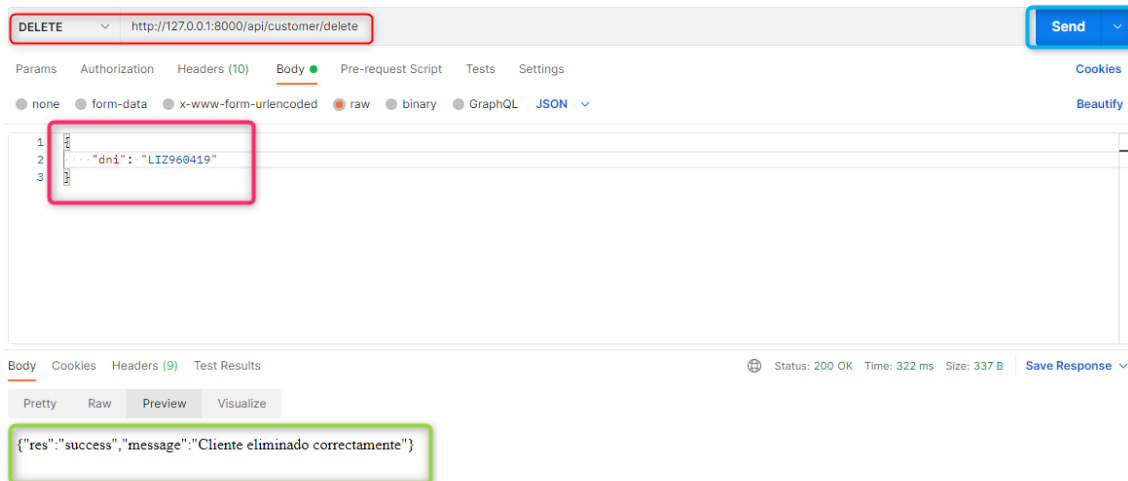 DELETE http://127.0.0.1:8000/api/customer/delete Send
Params Authorization Headers (10) Body Pre-request Script Tests Settings Cookies
none form-data x-www-form-urlencoded raw binary GraphQL JSON Beautify
1 {
2 ····"dni":·"LIZ960419"
3 }
Body Cookies Headers (9) Test Results Status: 200 OK Time: 322 ms Size: 337 B Save Response
Pretty Raw Preview Visualize
{"res":"success","message":"Cliente eliminado correctamente"}